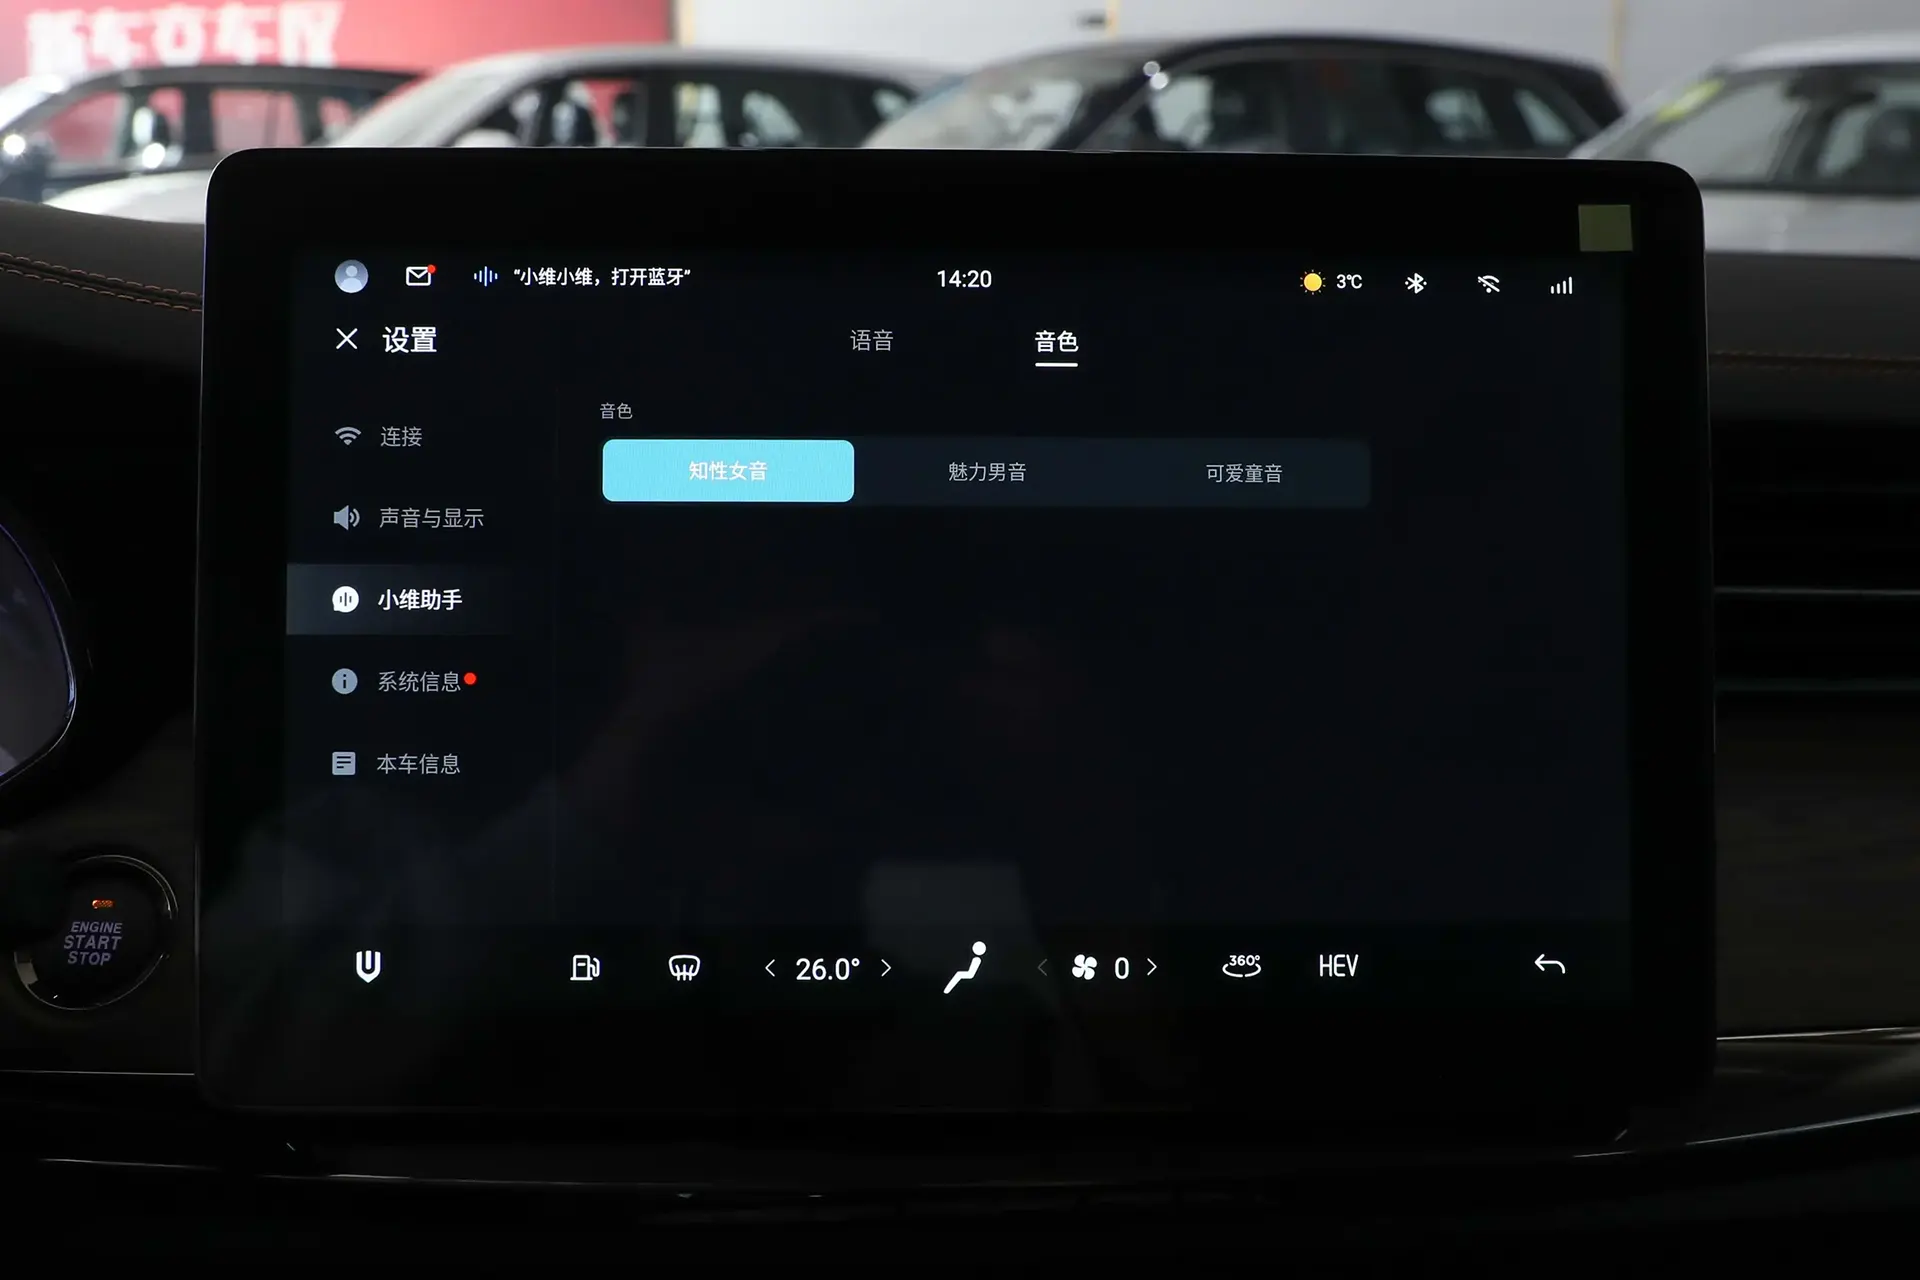 “小维小维，打开蓝牙”
14:20
3℃
设置
语音
音色
音色
知性女音
魅力男音
可爱童音
连接
声音与显示
小维助手
系统信息
本车信息
26.0°
0
360°
HEV
ENGINE
START
STOP